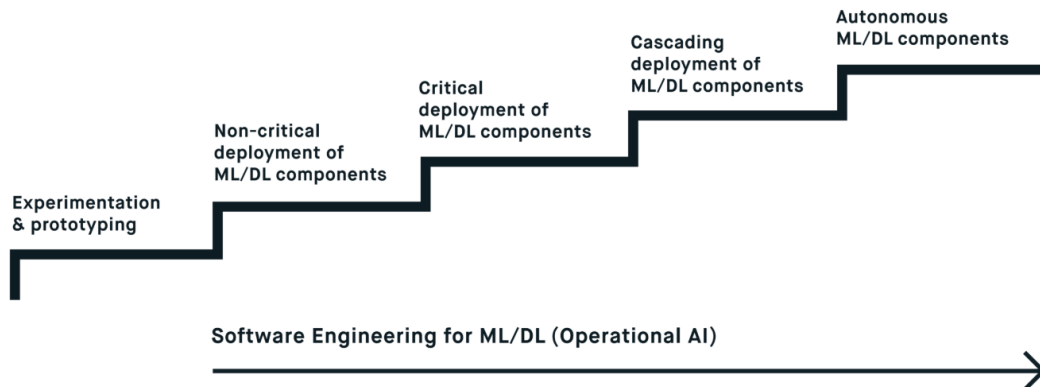 Experimentation
& prototyping
Non-critical
deployment of
ML/DL components
Critical
deployment of
ML/DL components
Cascading
deployment of
ML/DL components
Autonomous
ML/DL components
Software Engineering for ML/DL (Operational AI)